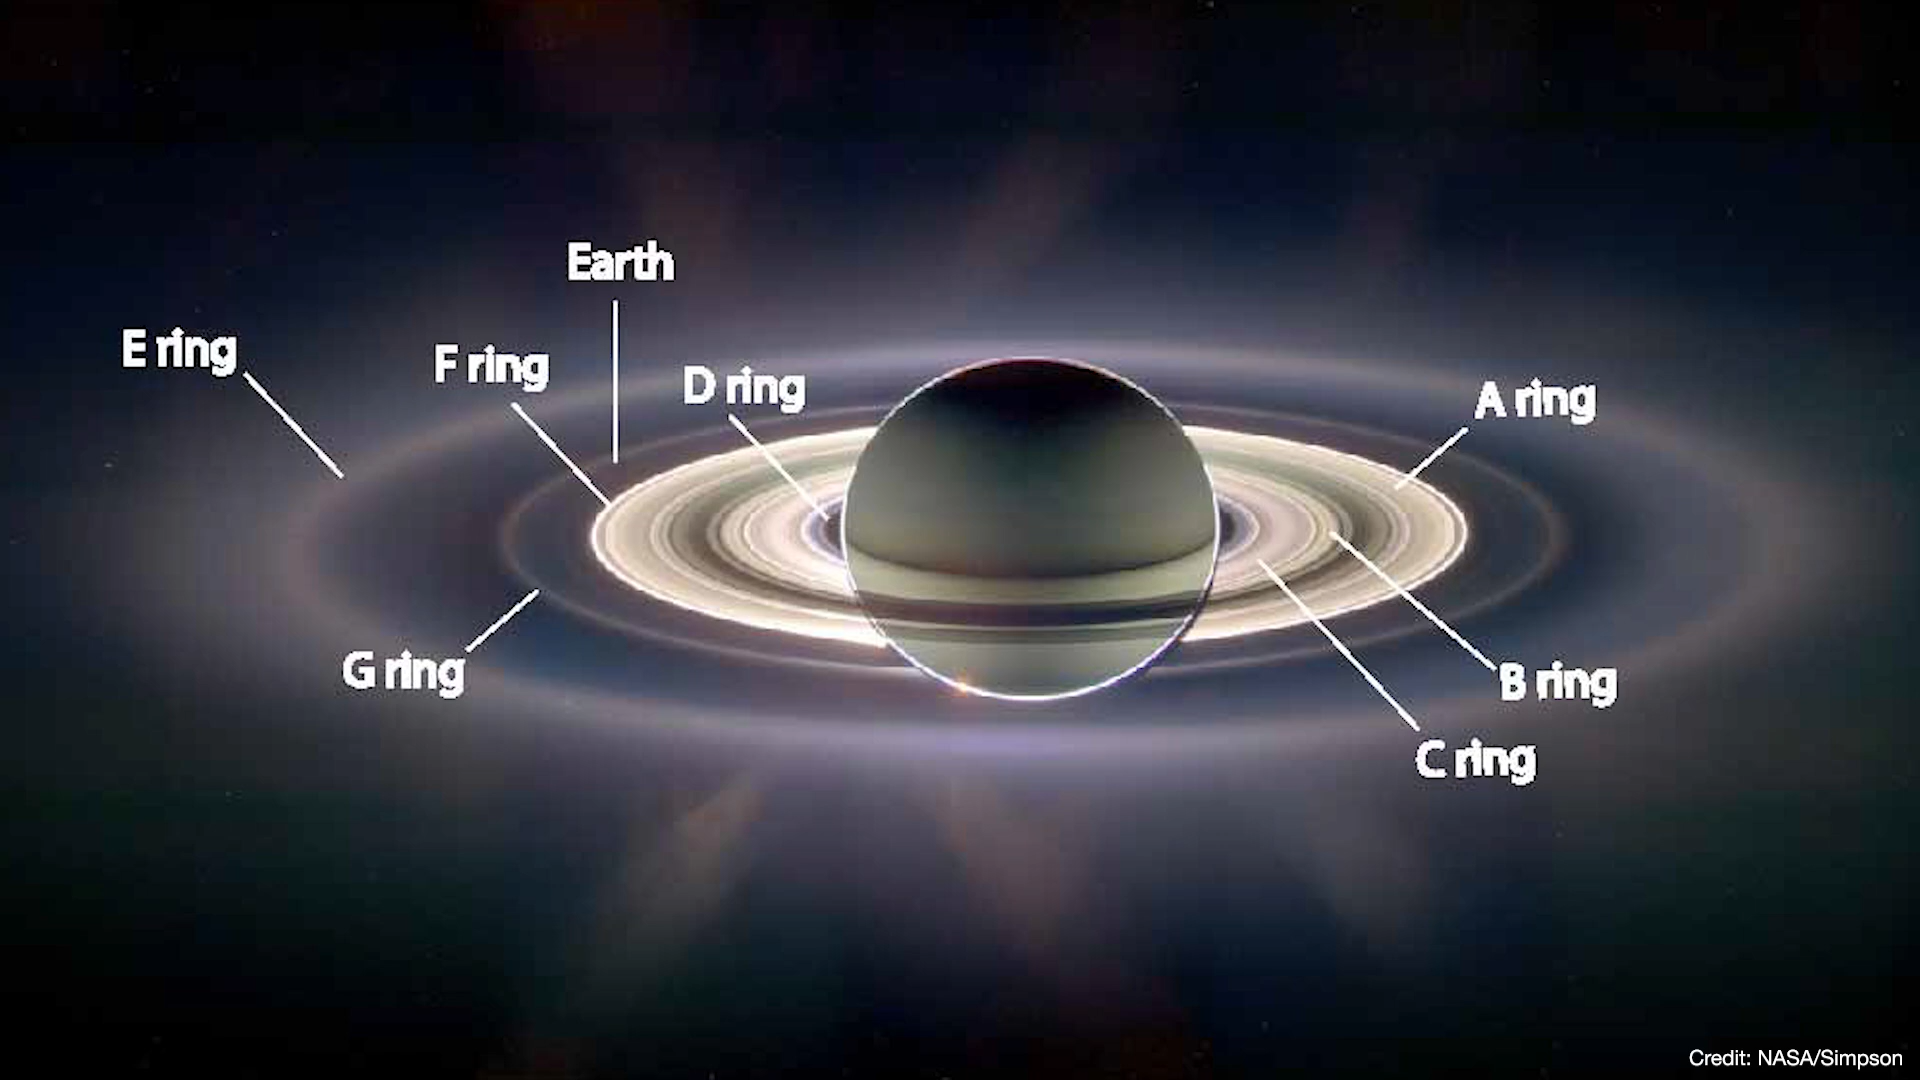 Earth
E ring
F ring
D ring
A ring
G ring
B ring
C ring
Credit: NASA/Simpson